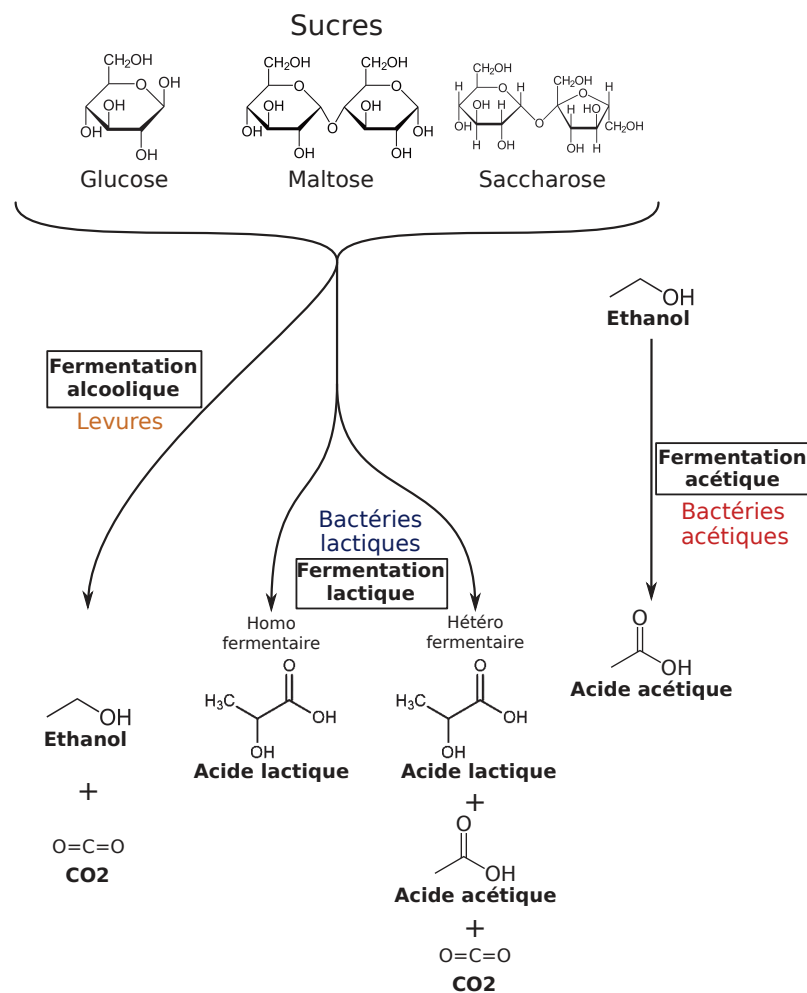 Sucres
CH₂OH
O
OH
OH
OH
OH
Glucose
CH₂OH
O
OH
OH
OH
O
CH₂OH
O
OH
OH
OH
Maltose
CH₂OH
H
O
H
OH
H
OH
H
OH
O
CH₂OH
O
H
HO
OH
H
CH₂OH
Saccharose
OH
Ethanol
Fermentation
alcoolique
Levures
Fermentation
acétique
Bactéries
acétiques
Bactéries
lactiques
Fermentation
lactique
Homo
fermentaire
Hétéro
fermentaire
O
OH
Acide acétique
OH
Ethanol
+
O=C=O
CO2
O
H₃C
OH
OH
Acide lactique
O
H₃C
OH
OH
Acide lactique
+
O
OH
Acide acétique
+
O=C=O
CO2